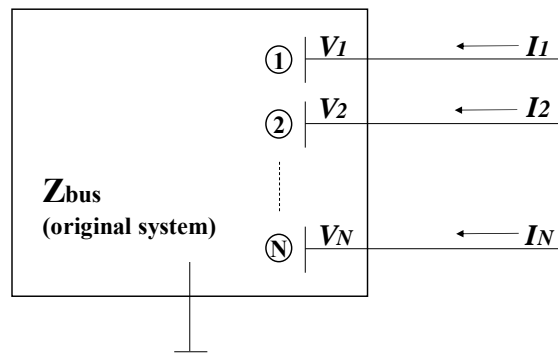 ① V1 I1
② V2 I2
Zbus
(original system)
Ⓝ VN IN